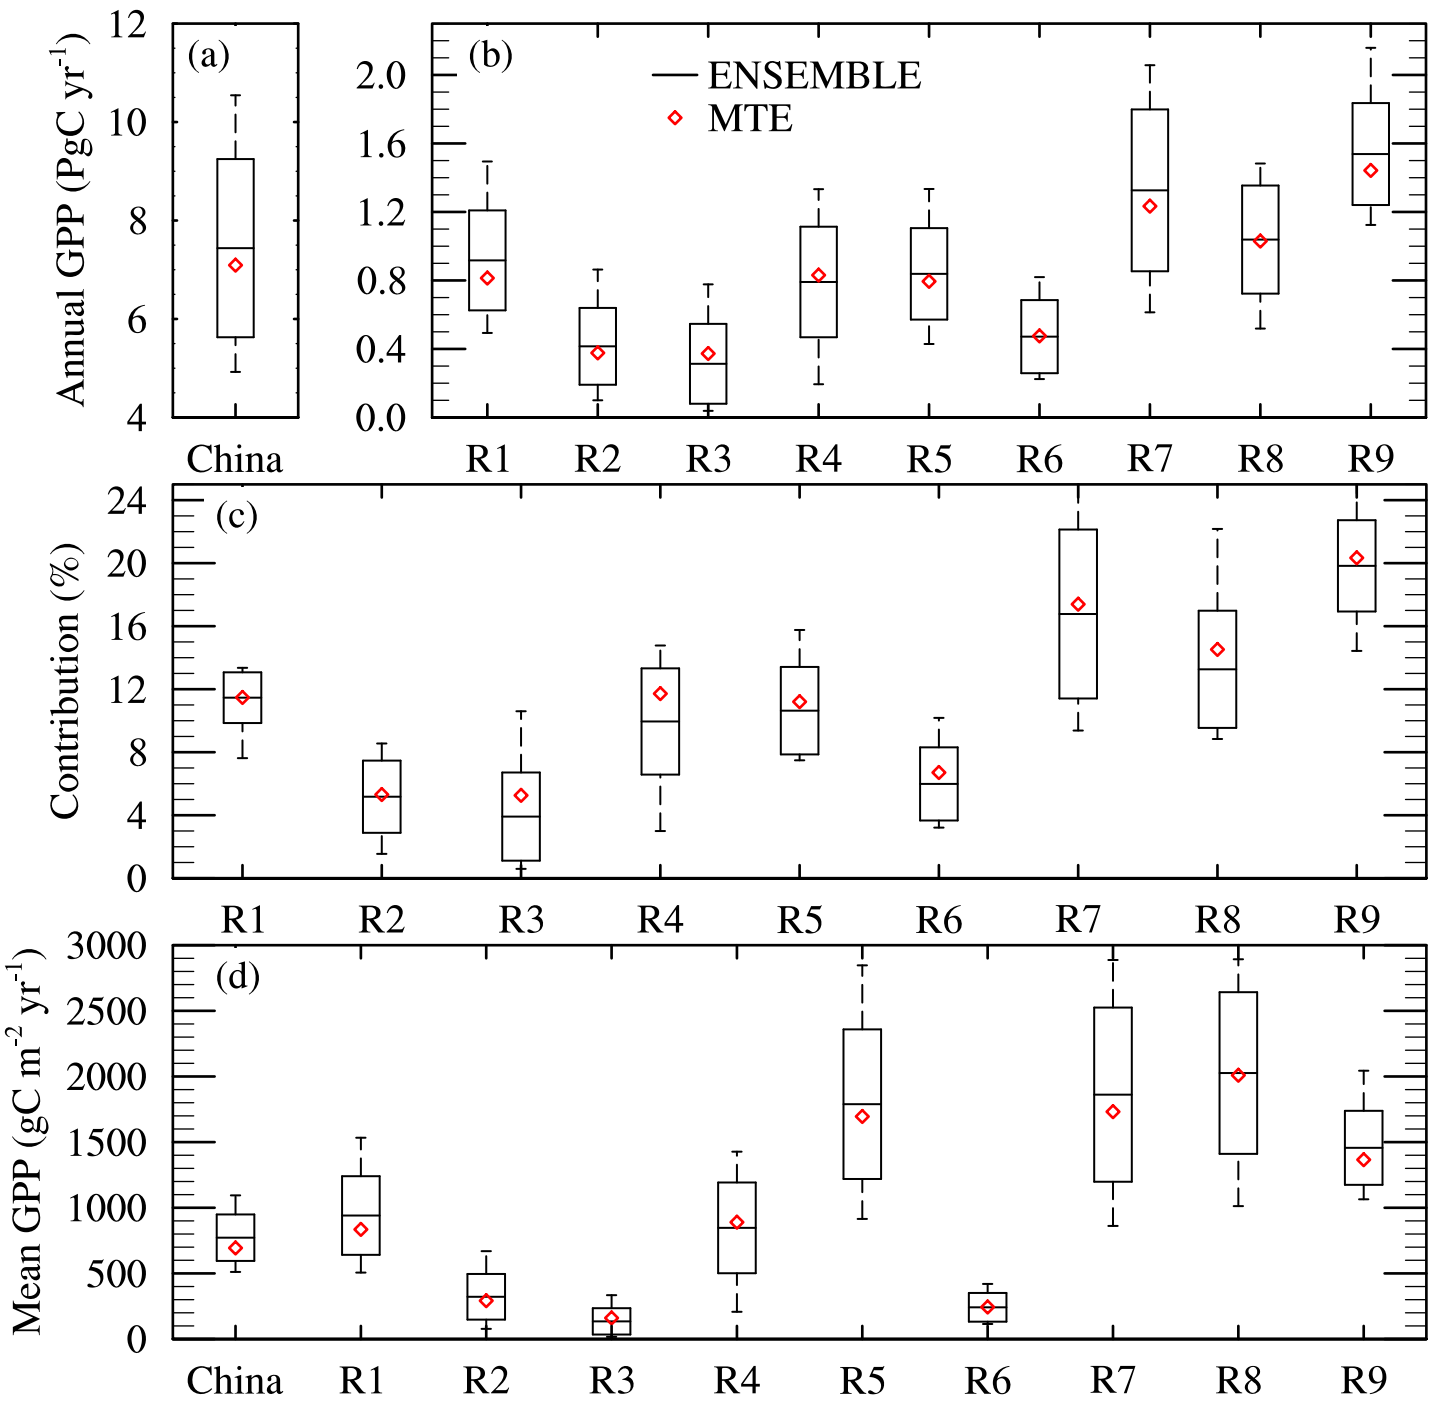 Annual GPP (PgC yr-1)
12
10
8
6
4
(a)
China
2.0
1.6
1.2
0.8
0.4
0.0
(b)
ENSEMBLE
MTE
R1 R2 R3 R4 R5 R6 R7 R8 R9
Contribution (%)
24
20
16
12
8
4
0
(c)
R1 R2 R3 R4 R5 R6 R7 R8 R9
Mean GPP (gC m-2 yr-1)
3000
2500
2000
1500
1000
500
0
(d)
China R1 R2 R3 R4 R5 R6 R7 R8 R9